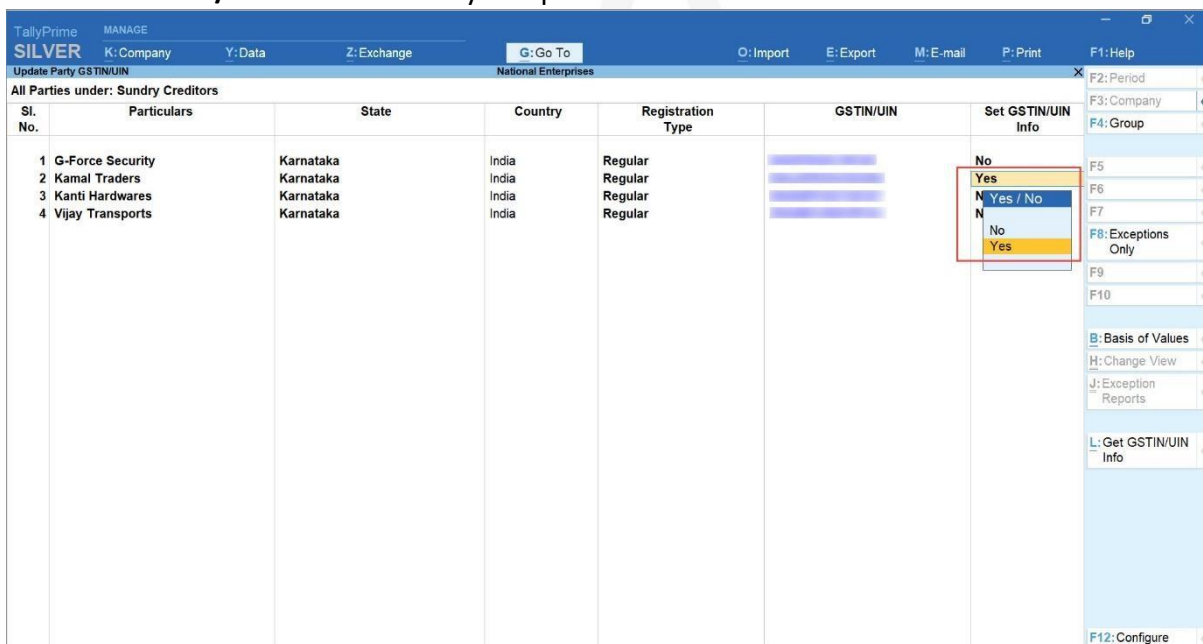 TallyPrime MANAGE
SILVER K:Company Y:Data Z:Exchange G:Go To O:Import E:Export M:E-mail P:Print F1:Help
Update Party GSTIN/UIN National Enterprises
All Parties under: Sundry Creditors
Sl. Particulars State Country Registration GSTIN/UIN Set GSTIN/UIN
No. Type Info
1 G-Force Security Karnataka India Regular No
2 Kamal Traders Karnataka India Regular Yes
3 Kanti Hardwares Karnataka India Regular N
4 Vijay Transports Karnataka India Regular N
Yes / No
No
Yes
F2:Period
F3:Company
F4:Group
F5
F6
F7
F8:Exceptions
Only
F9
F10
B:Basis of Values
H:Change View
J:Exception
Reports
L:Get GSTIN/UIN
Info
F12:Configure